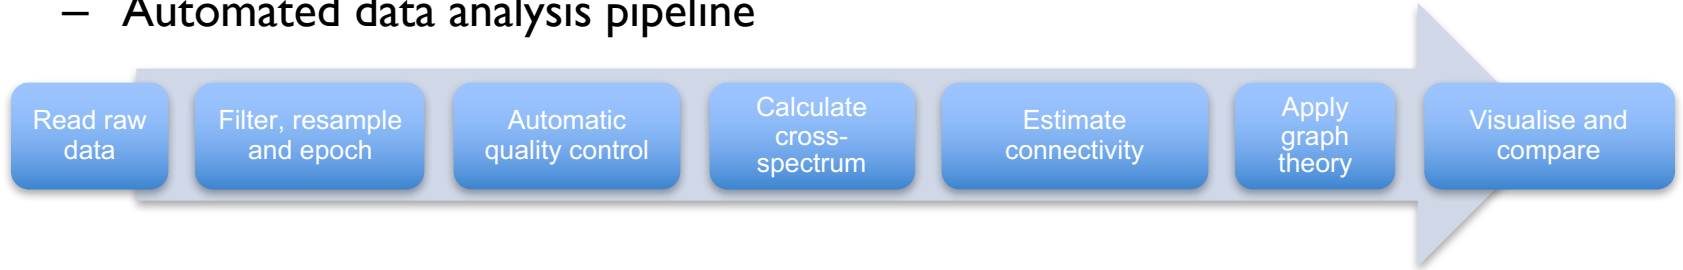 – Automated data analysis pipeline
Read raw
data
Filter, resample
and epoch
Automatic
quality control
Calculate
cross-
spectrum
Estimate
connectivity
Apply
graph
theory
Visualise and
compare